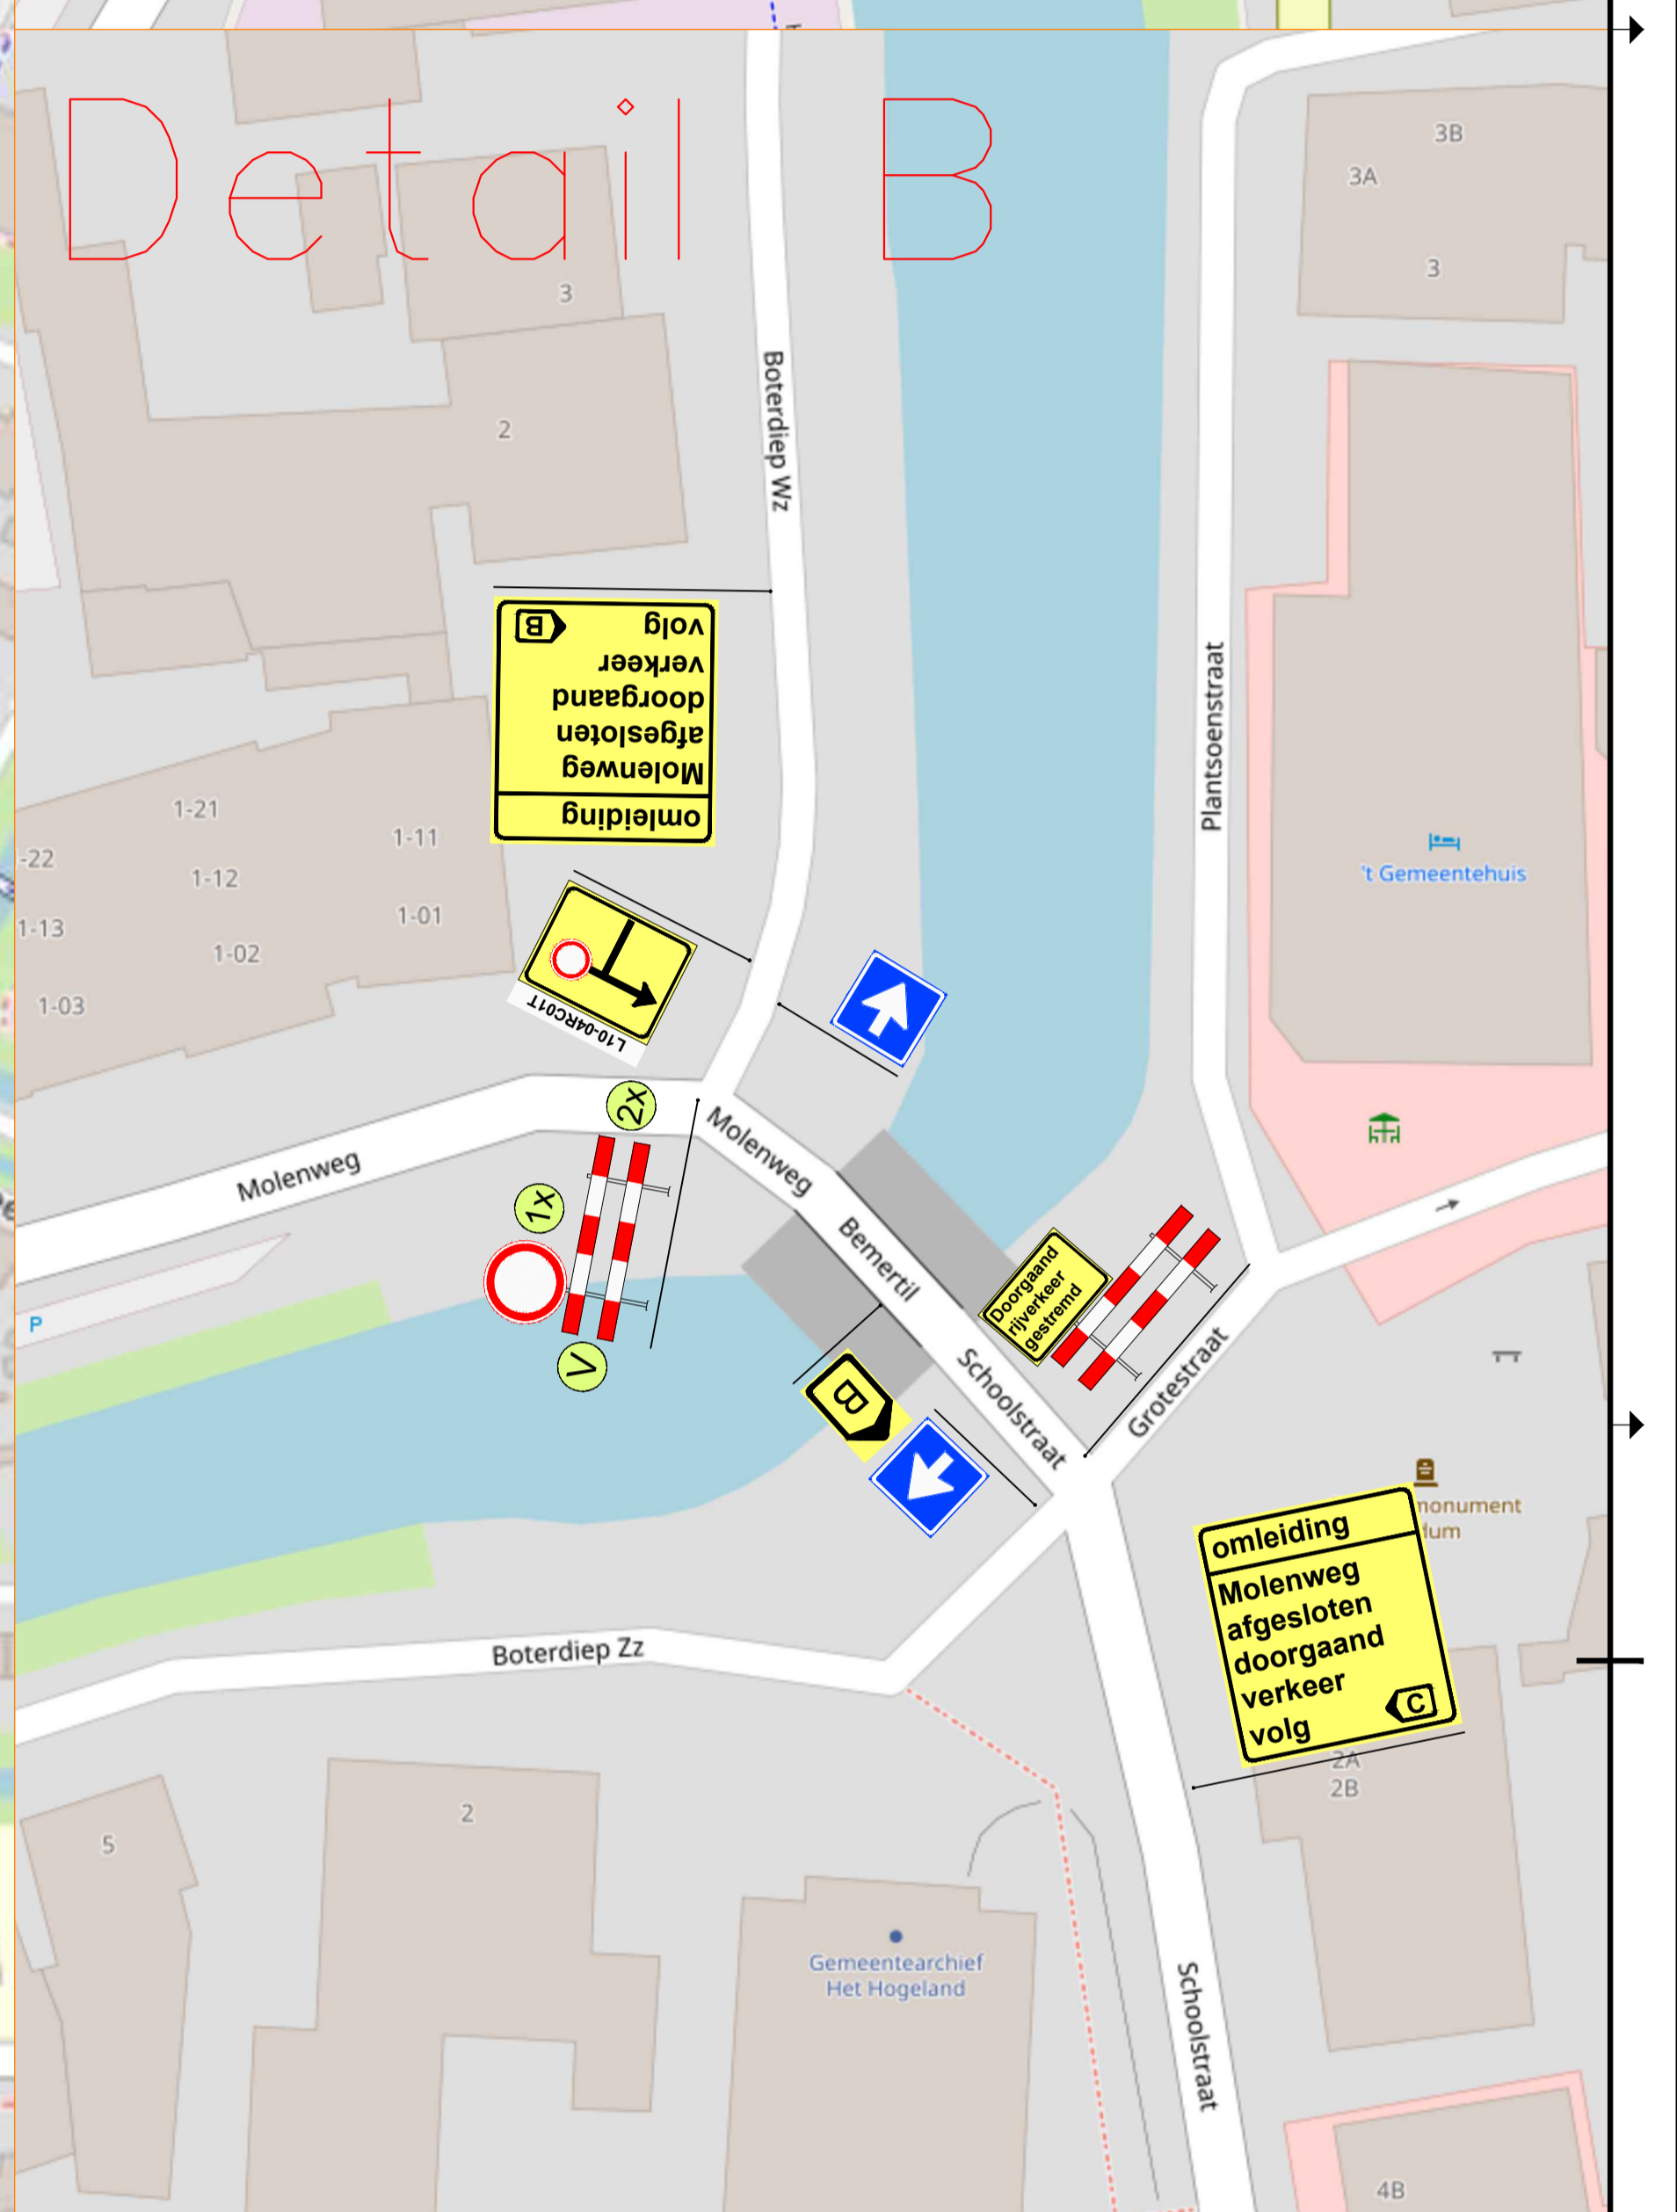 Detail B
3B
3A
3
3
2
Boterdiep Wz
Plantsoenstraat
omleiding
Molenweg
afgesloten
doorgaand
verkeer
volg B
1-21
1-11
-22
1-12
1-01
1-13
1-02
1-03
't Gemeentehuis
L10-04RC01T
2x
Molenweg
Molenweg
1x
V
P
Bemertil
Doorgaand
rijverkeer
gestremd
Schoolstraat
Grotestraat
B
omleiding
Molenweg
afgesloten
doorgaand
verkeer
volg C
monument
dum
Boterdiep Zz
2A
2B
2
5
Gemeentearchief
Het Hogeland
Schoolstraat
4B